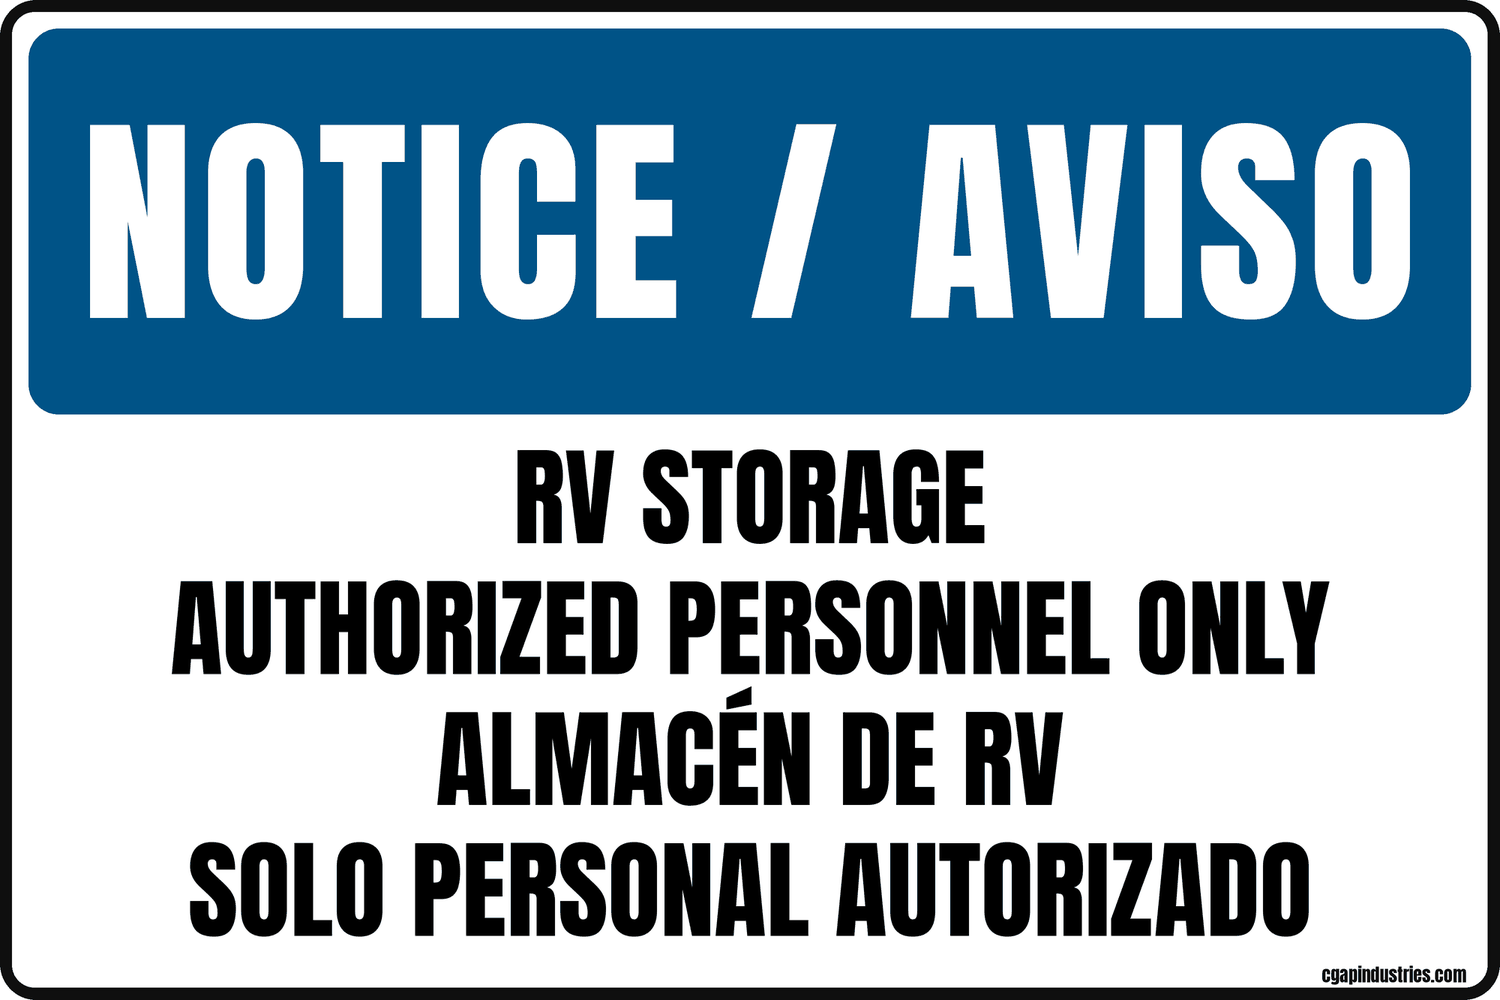 NOTICE / AVISO
RV STORAGE
AUTHORIZED PERSONNEL ONLY
ALMACÉN DE RV
SOLO PERSONAL AUTORIZADO
cgapindustries.com